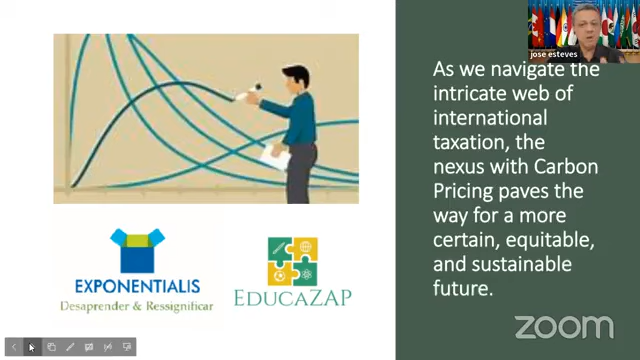 jose esteves
As we navigate the
intricate web of
international
taxation, the
nexus with Carbon
Pricing paves the
way for a more
certain, equitable,
and sustainable
future.
EXPONENTIALIS
Desaprender & Ressignificar
EDUCAZAP
zoom